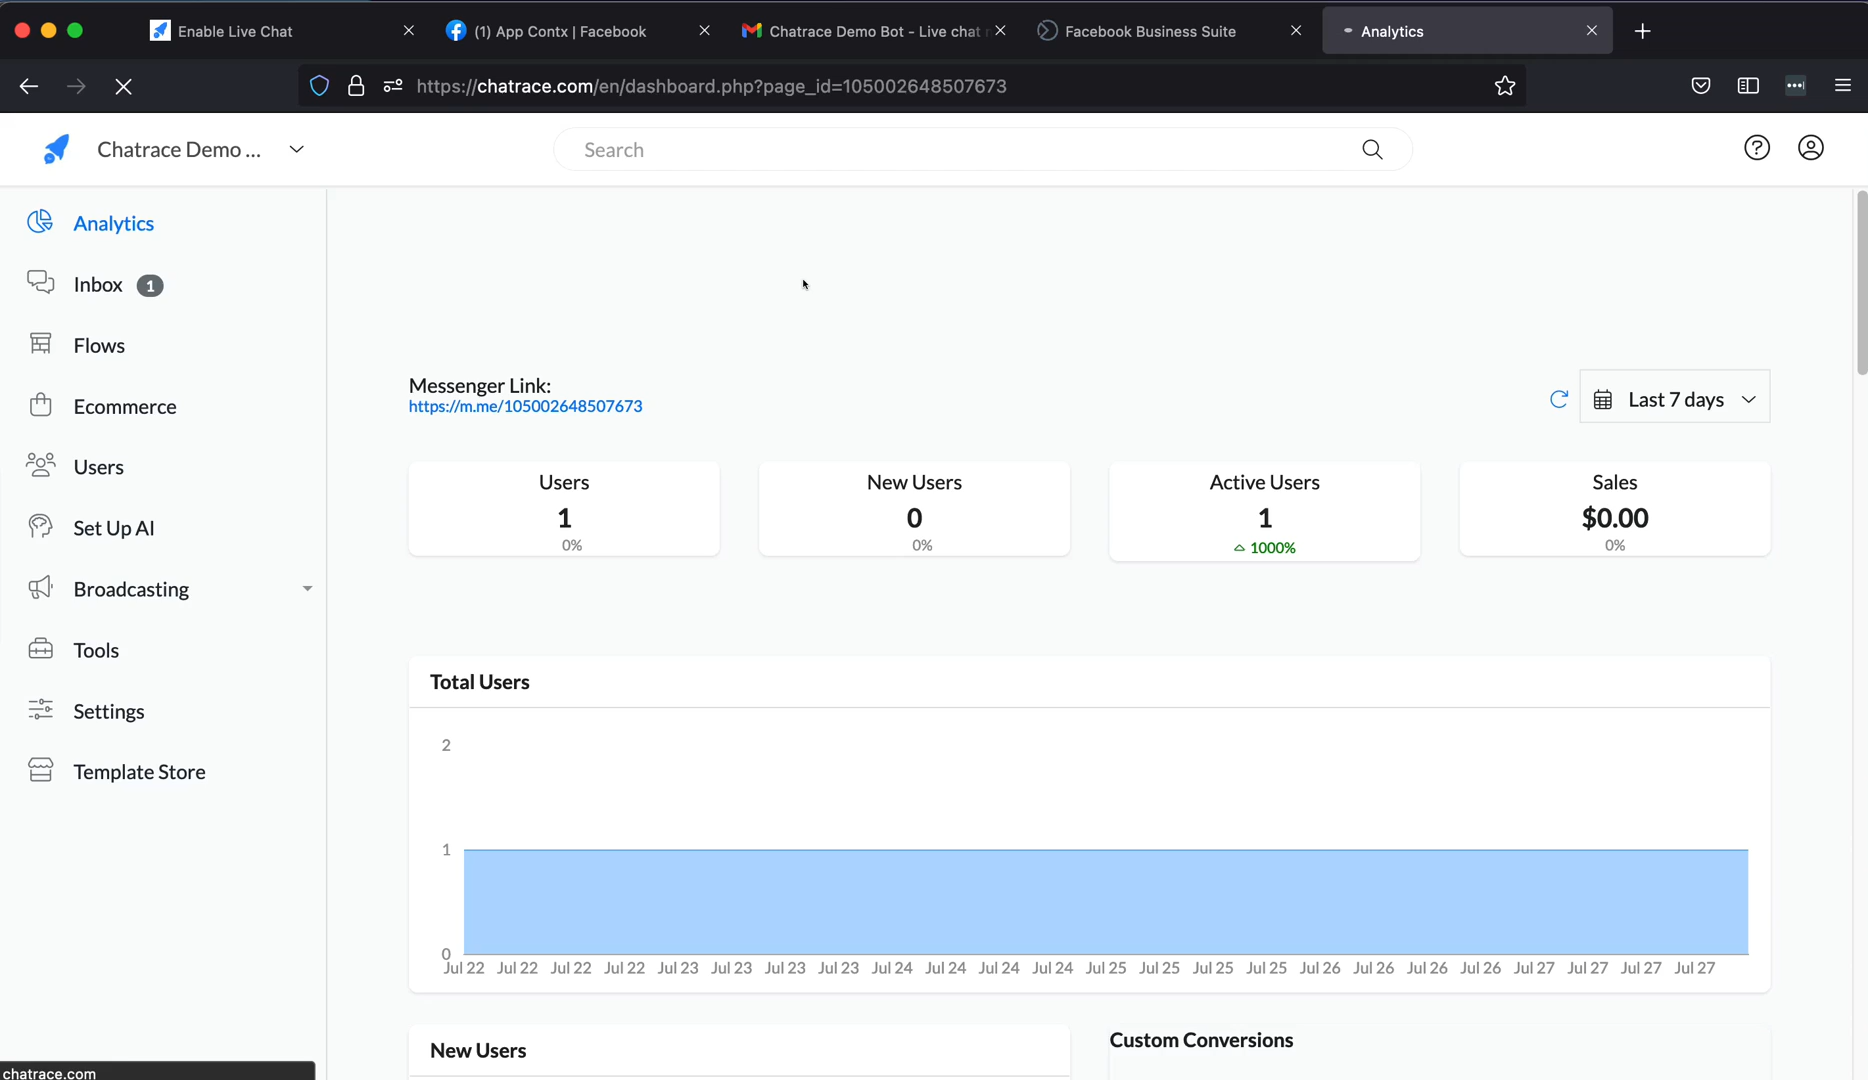 Enable Live Chat
(1) App Contx | Facebook
Chatrace Demo Bot - Live chat
Facebook Business Suite
Analytics
https://chatrace.com/en/dashboard.php?page_id=105002648507673
Chatrace Demo ...
Search
Analytics
Inbox 1
Flows
Ecommerce
Users
Set Up AI
Broadcasting
Tools
Settings
Template Store
Messenger Link:
https://m.me/105002648507673
Last 7 days
Users
1
0%
New Users
0
0%
Active Users
1
1000%
Sales
$0.00
0%
Total Users
2
1
0
Jul 22 Jul 22 Jul 22 Jul 22 Jul 23 Jul 23 Jul 23 Jul 23 Jul 24 Jul 24 Jul 24 Jul 24 Jul 25 Jul 25 Jul 25 Jul 25 Jul 26 Jul 26 Jul 26 Jul 26 Jul 27 Jul 27 Jul 27 Jul 27
New Users
Custom Conversions
chatrace.com